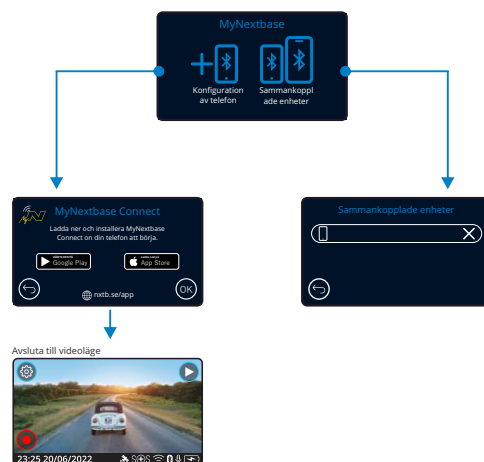 MyNextbase
Konfiguration
av telefon
Sammankoppl
ade enheter
MyNextbase Connect
Ladda ner och installera MyNextbase
Connect on din telefon att börja.
Google Play
App Store
nxtb.se/app
OK
Sammankopplade enheter
Avsluta till videoläge
23:25 20/06/2022
SOS